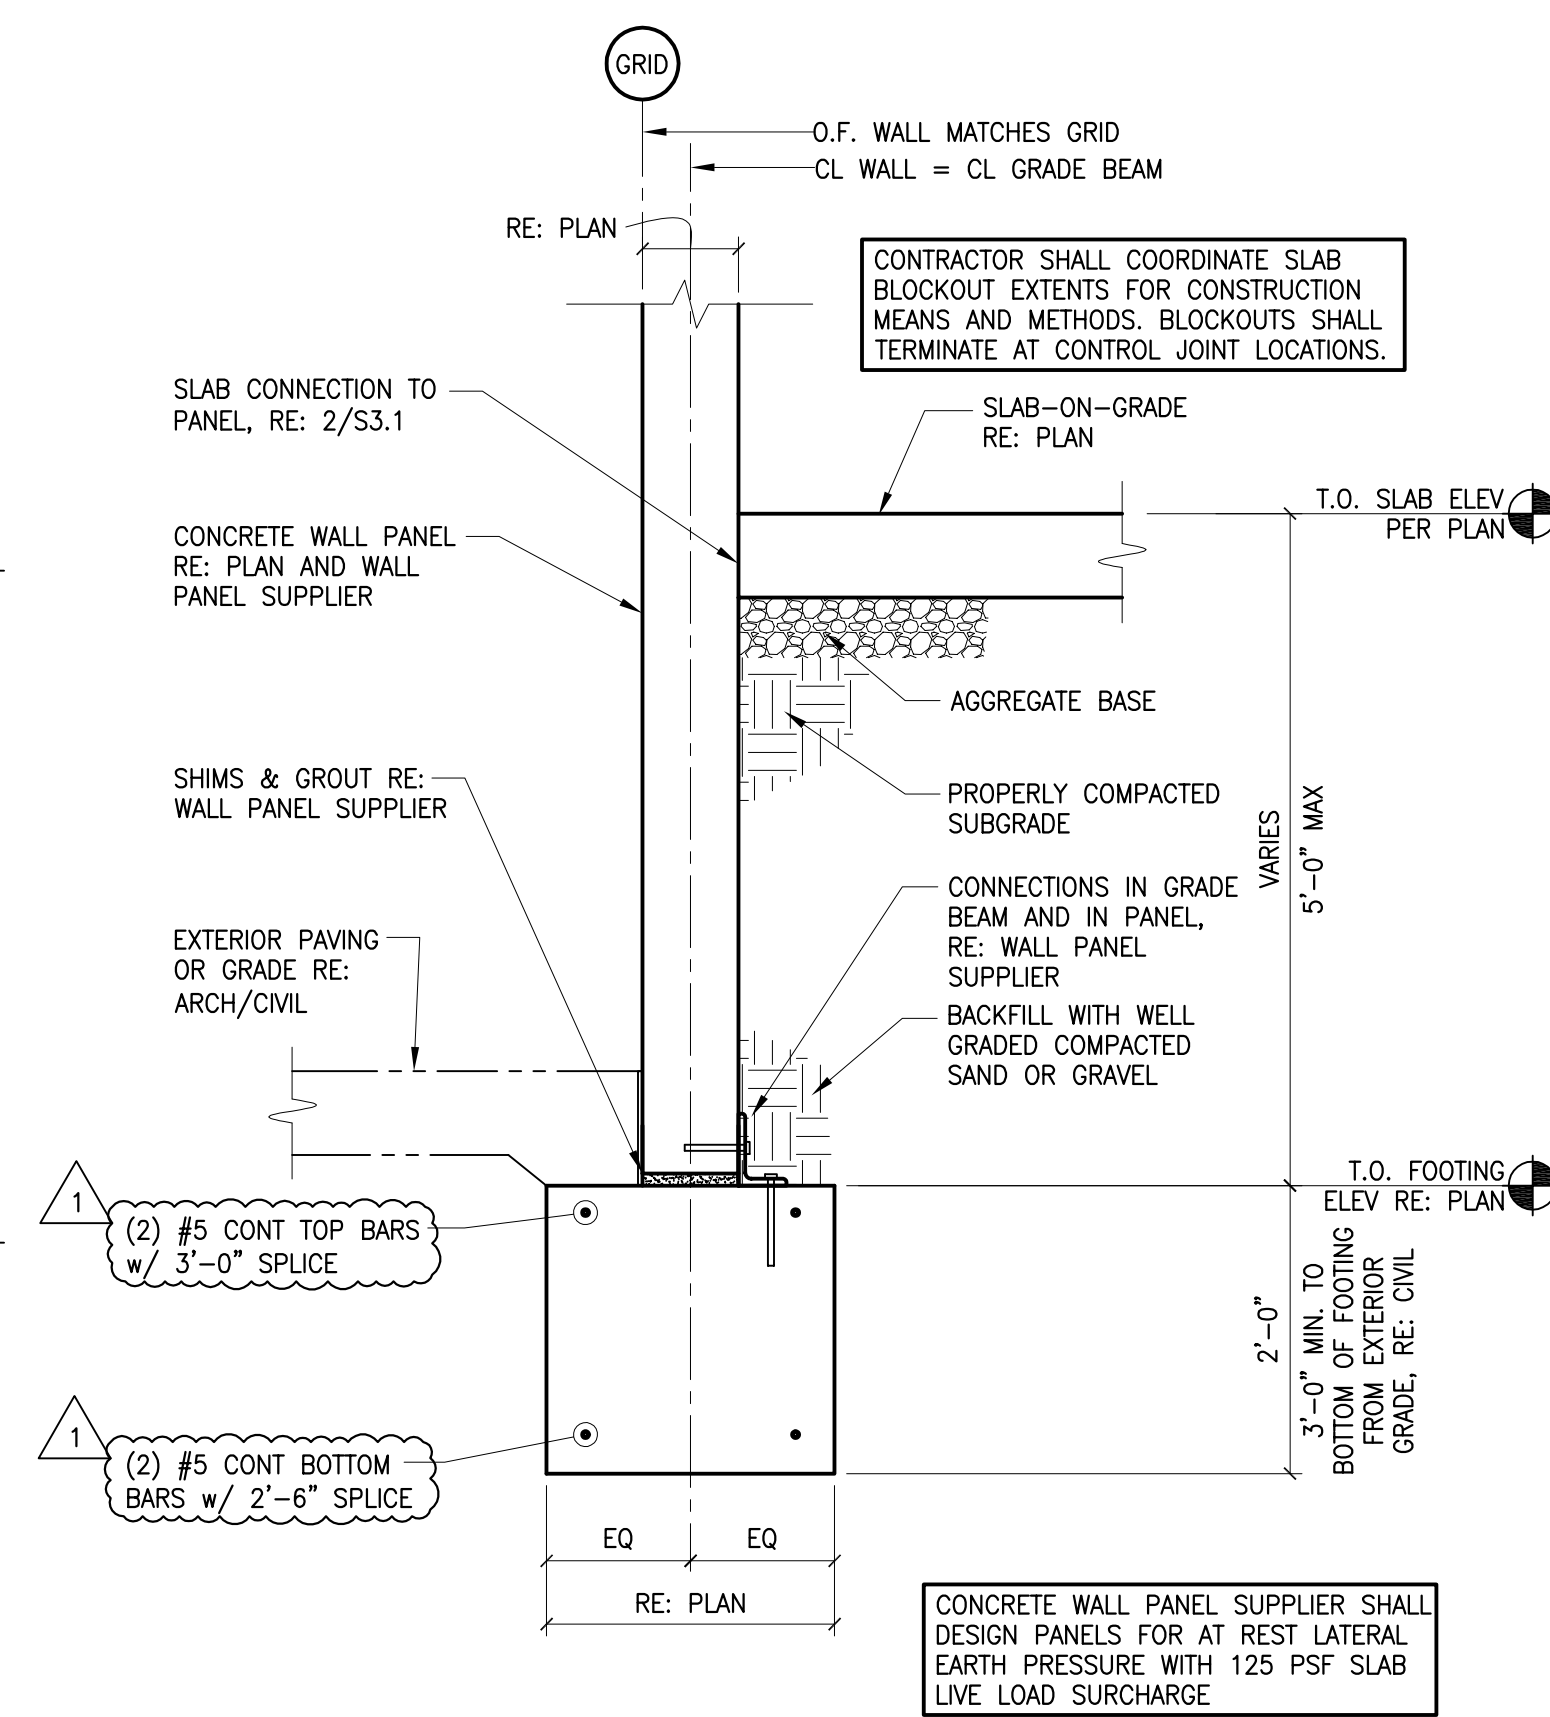 GRID
O.F. WALL MATCHES GRID
CL WALL = CL GRADE BEAM
RE: PLAN
CONTRACTOR SHALL COORDINATE SLAB
BLOCKOUT EXTENTS FOR CONSTRUCTION
MEANS AND METHODS. BLOCKOUTS SHALL
TERMINATE AT CONTROL JOINT LOCATIONS.
SLAB CONNECTION TO
PANEL, RE: 2/S3.1
SLAB-ON-GRADE
RE: PLAN
T.O. SLAB ELEV
PER PLAN
CONCRETE WALL PANEL
RE: PLAN AND WALL
PANEL SUPPLIER
AGGREGATE BASE
SHIMS & GROUT RE:
WALL PANEL SUPPLIER
PROPERLY COMPACTED
SUBGRADE
VARIES
5'-0" MAX
CONNECTIONS IN GRADE
BEAM AND IN PANEL,
RE: WALL PANEL
SUPPLIER
EXTERIOR PAVING
OR GRADE RE:
ARCH/CIVIL
BACKFILL WITH WELL
GRADED COMPACTED
SAND OR GRAVEL
T.O. FOOTING
ELEV RE: PLAN
1
(2) #5 CONT TOP BARS
w/ 3'-0" SPLICE
2'-0"
3'-0" MIN. TO
BOTTOM OF FOOTING
FROM EXTERIOR
GRADE, RE: CIVIL
1
(2) #5 CONT BOTTOM
BARS w/ 2'-6" SPLICE
EQ
EQ
RE: PLAN
CONCRETE WALL PANEL SUPPLIER SHALL
DESIGN PANELS FOR AT REST LATERAL
EARTH PRESSURE WITH 125 PSF SLAB
LIVE LOAD SURCHARGE